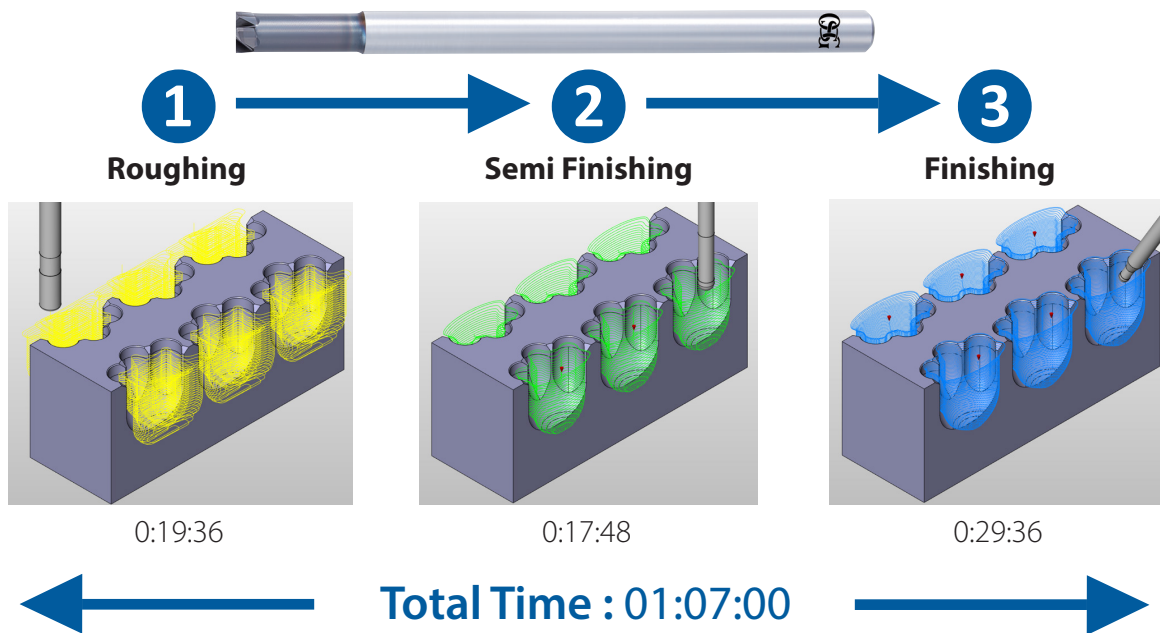 OSG
1 2 3
Roughing Semi Finishing Finishing
0:19:36 0:17:48 0:29:36
Total Time : 01:07:00